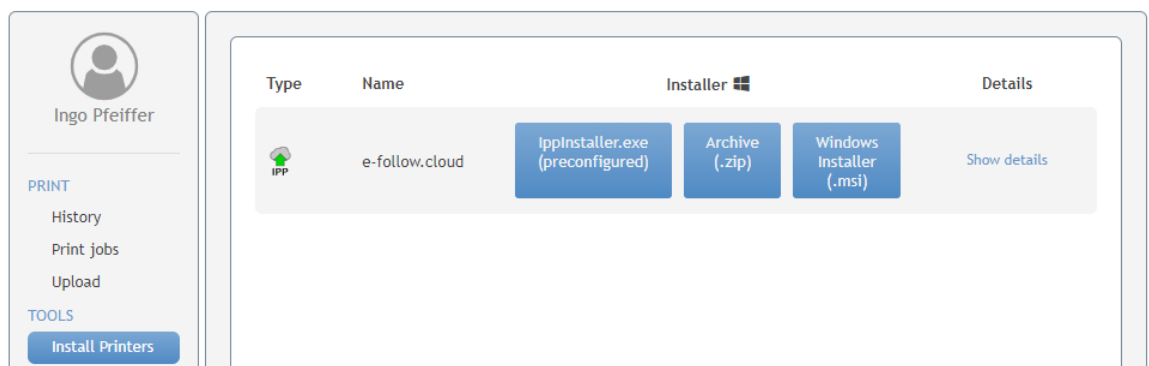 Ingo Pfeiffer
PRINT
History
Print jobs
Upload
TOOLS
Install Printers
Type Name Installer Details
IPP
e-follow.cloud
IppInstaller.exe
(preconfigured)
Archive
(.zip)
Windows
Installer
(.msi)
Show details